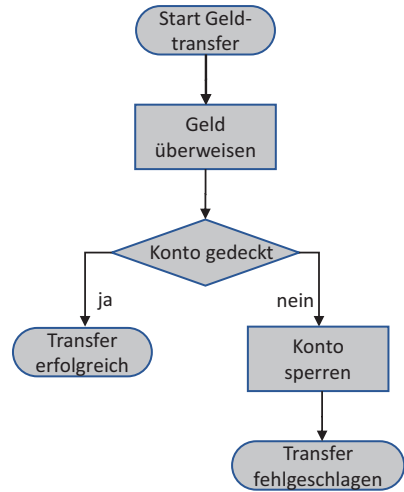 Start Geld-
transfer
Geld
überweisen
Konto gedeckt
ja
nein
Transfer
erfolgreich
Konto
sperren
Transfer
fehlgeschlagen